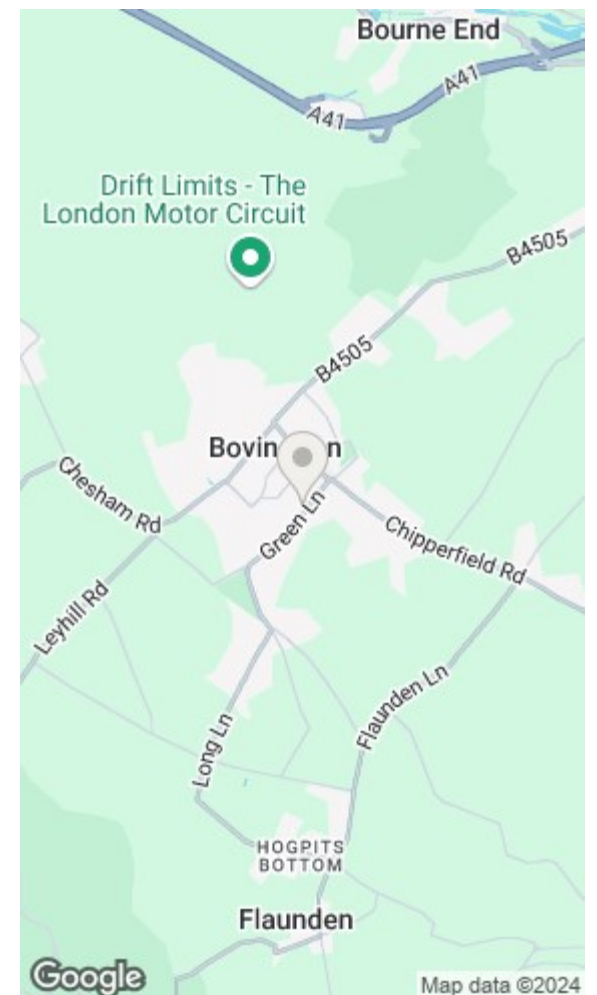 Bourne End
A41
A41
Drift Limits - The
London Motor Circuit
B4505
B4505
Bovin n
Chesham Rd
Green Ln
Chipperfield Rd
Leyhill Rd
Flaunden Ln
Long Ln
HOGPITS
BOTTOM
Flaunden
Google
Map data ©2024